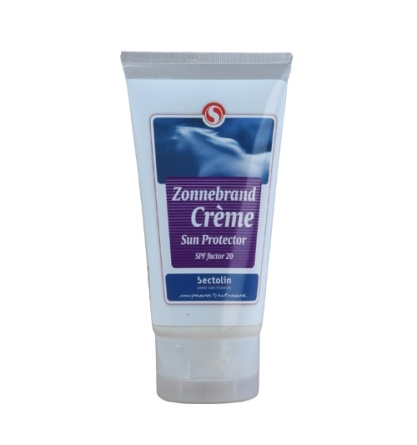 Zonnebrand
Crème
Sun Protector
SPF factor 20
Sectolin